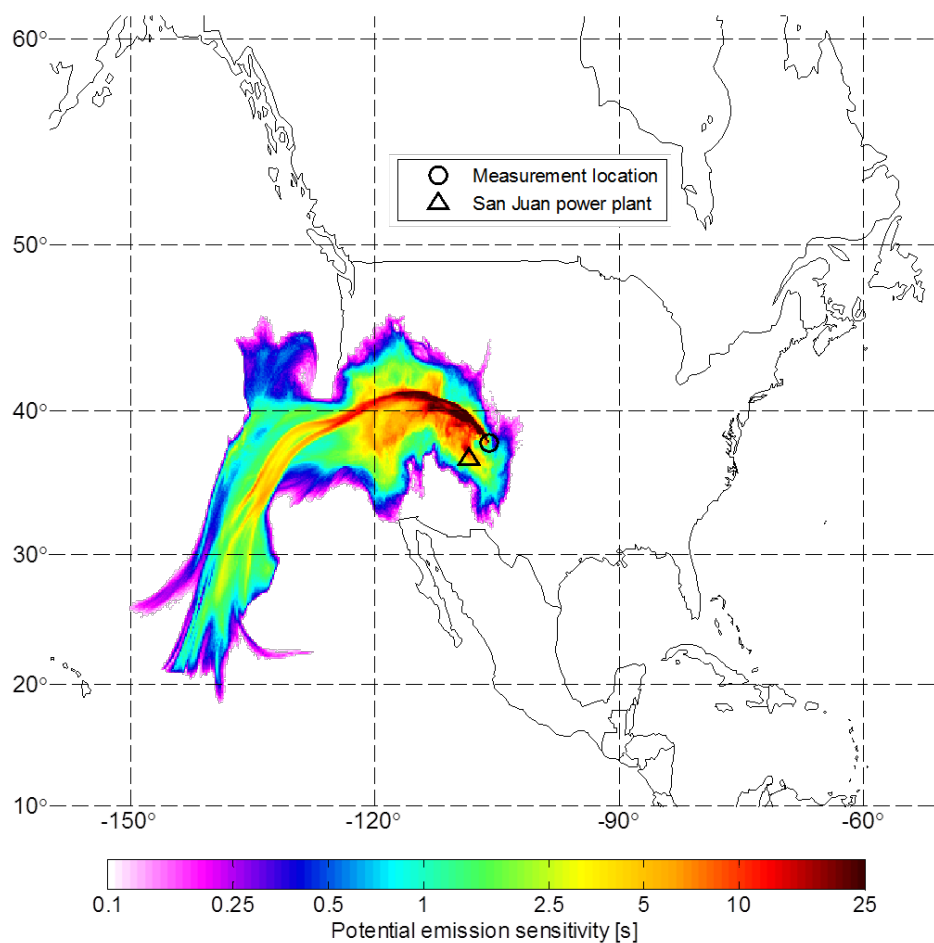 60°
Measurement location
San Juan power plant
50°
40°
30°
20°
10°
-150° -120° -90° -60°
0.1 0.25 0.5 1 2.5 5 10 25
Potential emission sensitivity [s]